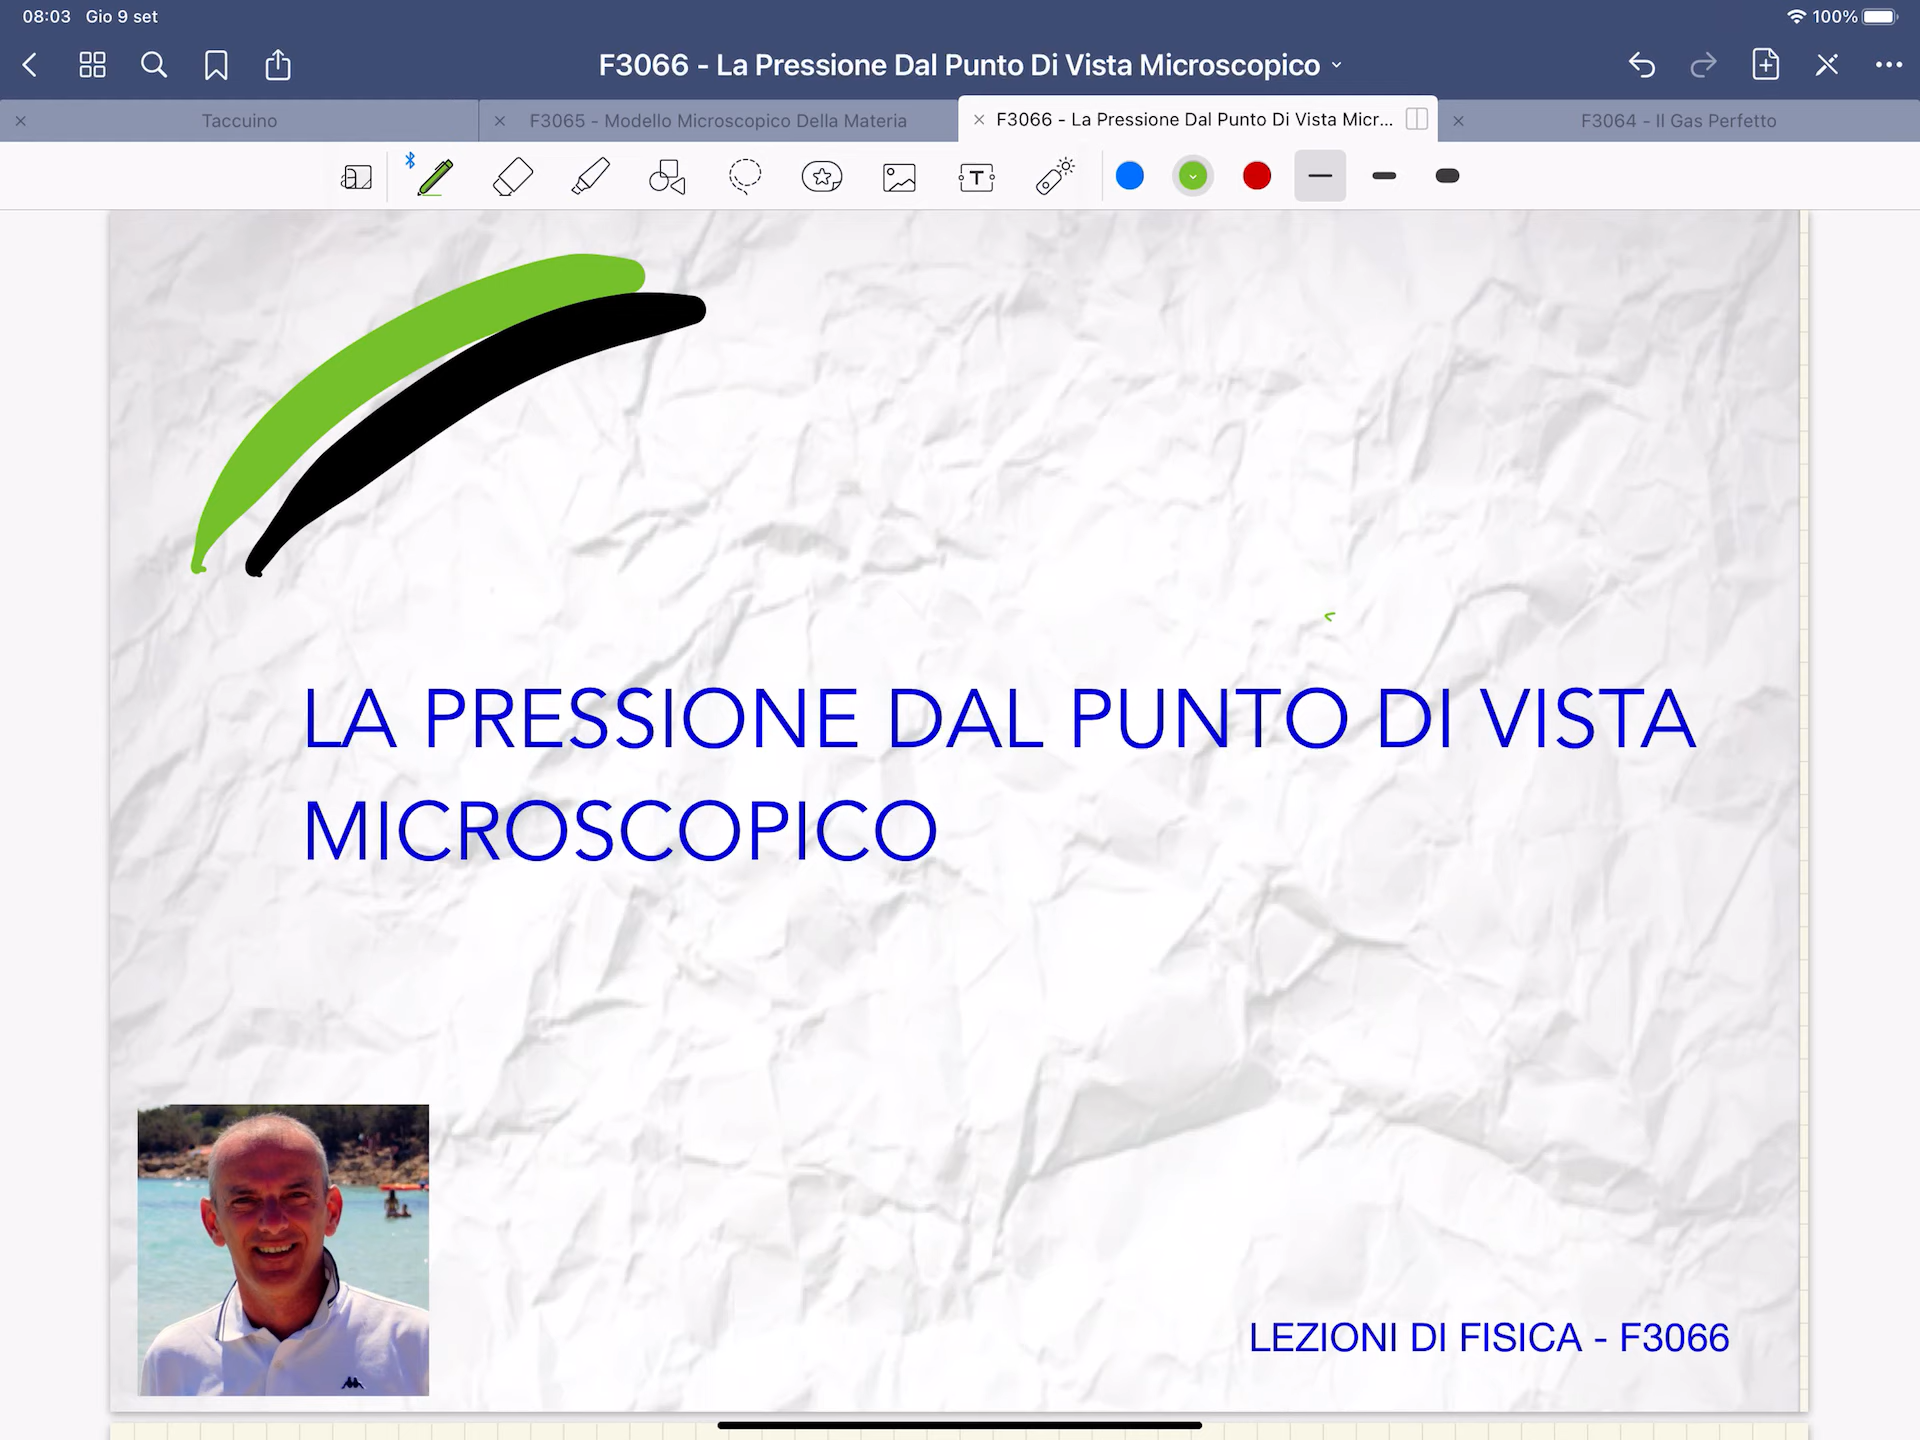 08:03 Gio 9 set 100%
F3066 - La Pressione Dal Punto Di Vista Microscopico
Taccuino
F3065 - Modello Microscopico Della Materia
F3066 - La Pressione Dal Punto Di Vista Micr...
F3064 - Il Gas Perfetto
LA PRESSIONE DAL PUNTO DI VISTA
MICROSCOPICO
LEZIONI DI FISICA - F3066